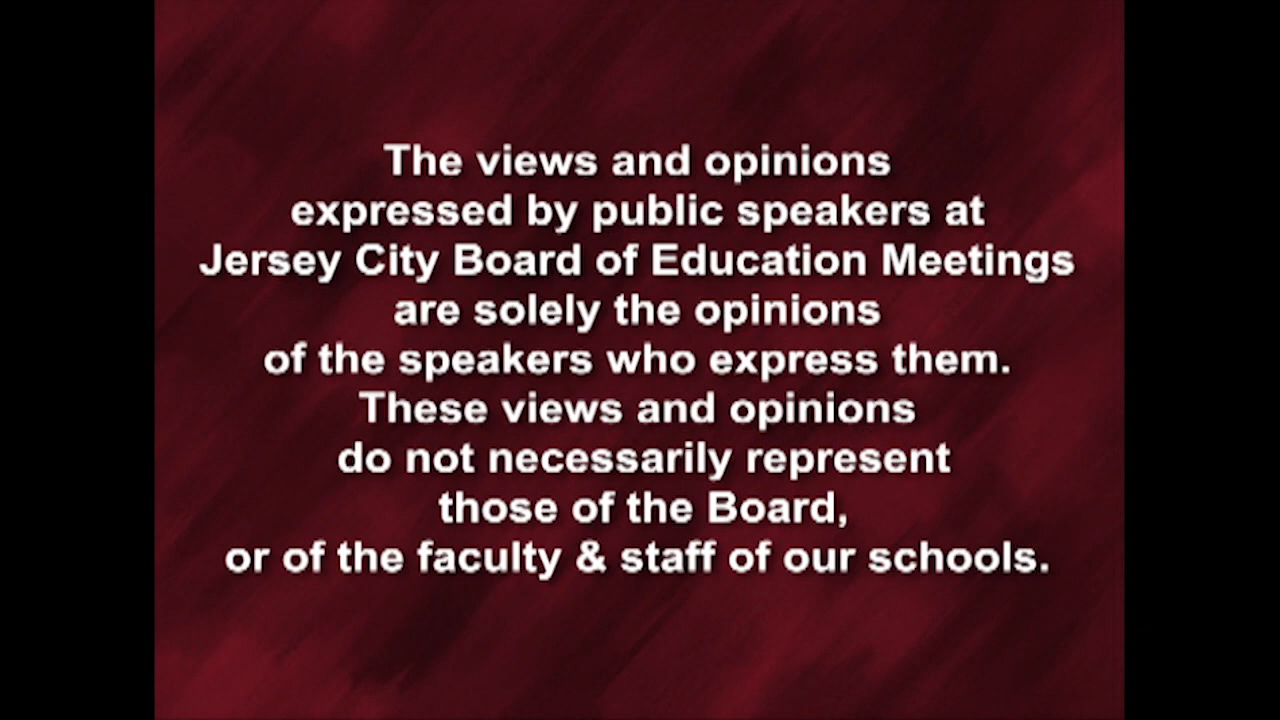 The views and opinions
expressed by public speakers at
Jersey City Board of Education Meetings
are solely the opinions
of the speakers who express them.
These views and opinions
do not necessarily represent
those of the Board,
or of the faculty & staff of our schools.